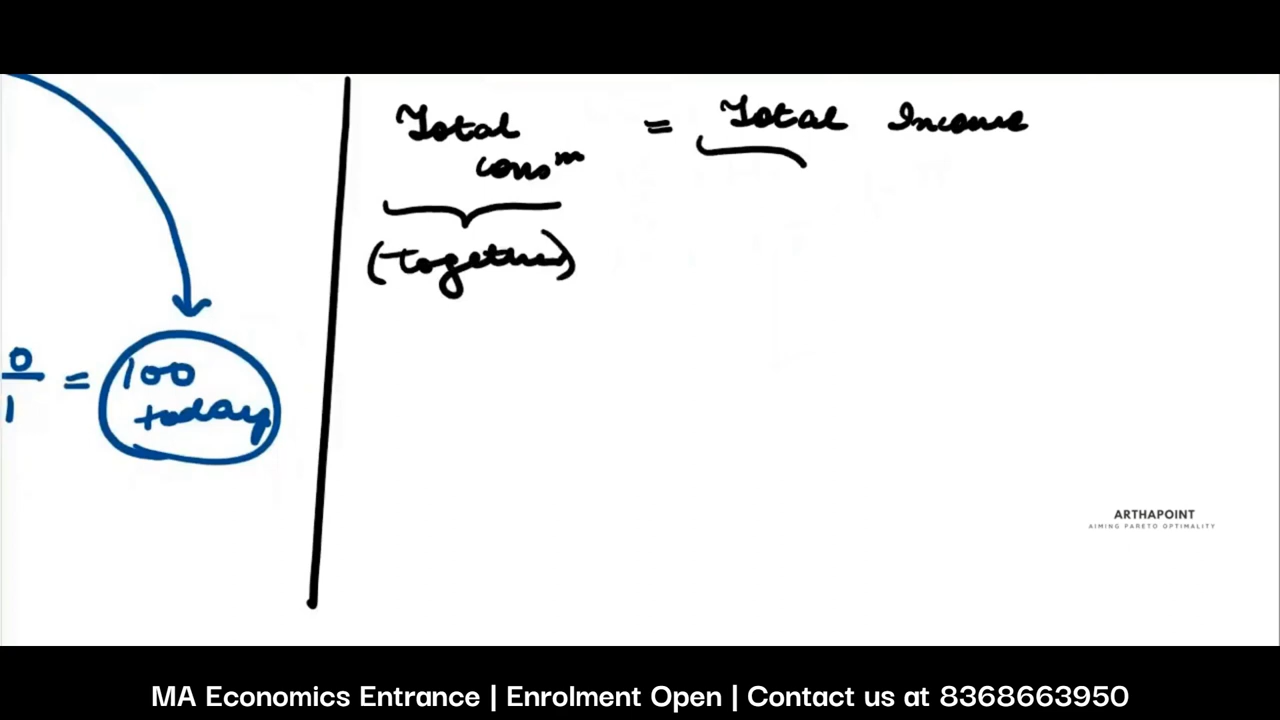 Total = Total Income
consᵐ
(Together)
0
1
= 100
today
ARTHAPOINT
AIMING PARETO OPTIMALITY
MA Economics Entrance | Enrolment Open | Contact us at 8368663950